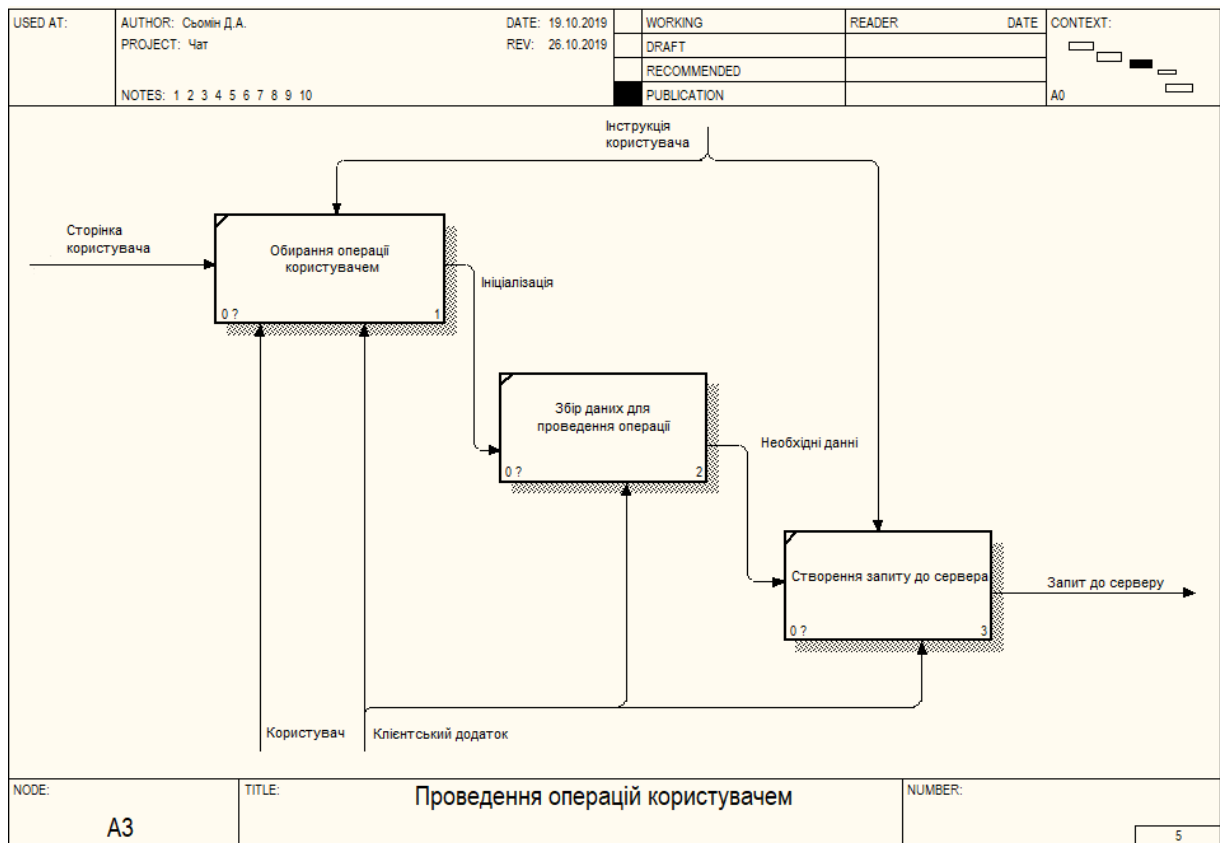 USED AT:
AUTHOR: Сьомін Д.А.
DATE: 19.10.2019
PROJECT: Чат
REV: 26.10.2019
NOTES: 1 2 3 4 5 6 7 8 9 10
WORKING
DRAFT
RECOMMENDED
PUBLICATION
READER
DATE
CONTEXT:
A0
Інструкція
користувача
Сторінка
користувача
Обирання операції
користувачем
0 ?
1
Ініціалізація
Збір даних для
проведення операції
0 ?
2
Необхідні данні
Створення запиту до сервера
0 ?
3
Запит до серверу
Користувач
Клієнтський додаток
NODE:
A3
TITLE:
Проведення операцій користувачем
NUMBER:
5